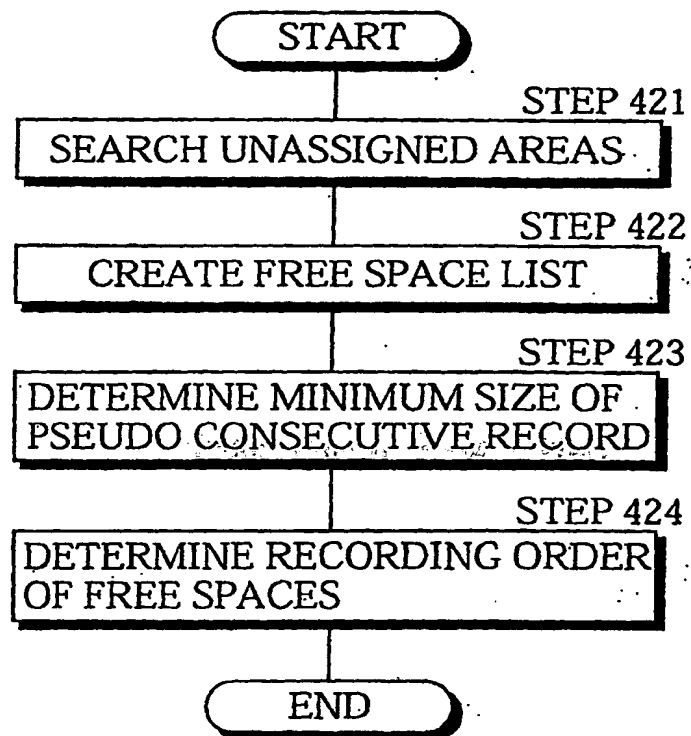 START
STEP 421
SEARCH UNASSIGNED AREAS
STEP 422
CREATE FREE SPACE LIST
STEP 423
DETERMINE MINIMUM SIZE OF
PSEUDO CONSECUTIVE RECORD
STEP 424
DETERMINE RECORDING ORDER
OF FREE SPACES
END